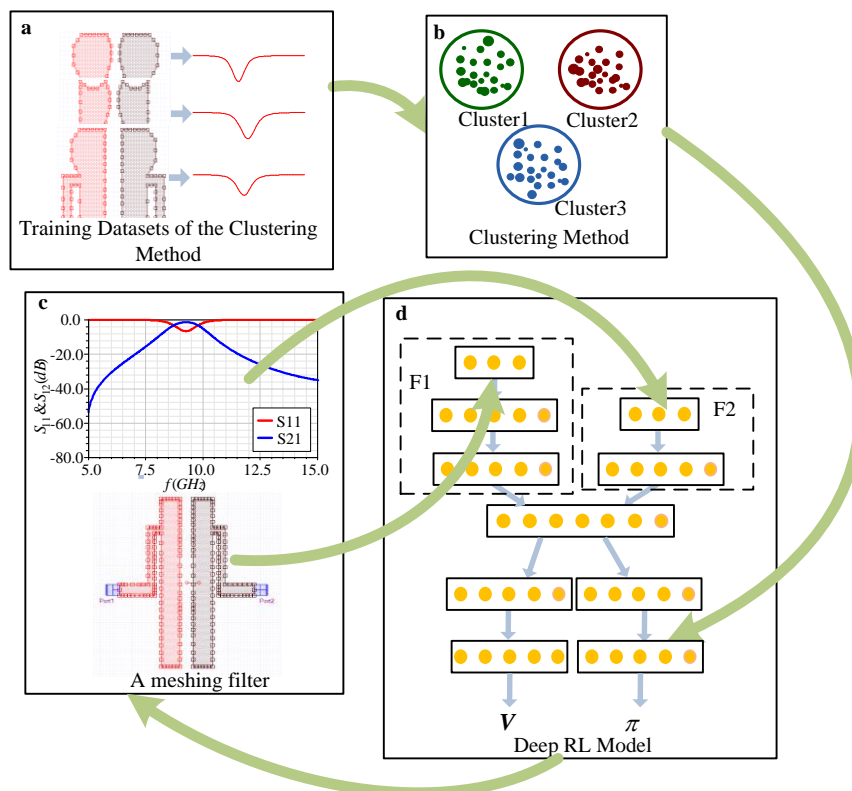 a
Training Datasets of the Clustering
Method
b
Cluster1
Cluster2
Cluster3
Clustering Method
c
0.0
-20.0
-40.0
-60.0
-80.0
S11&S12(dB)
S11
S21
5.0
7.5
10.0
12.5
15.0
f(GHz)
Port1
Port2
A meshing filter
d
F1
F2
V
π
Deep RL Model